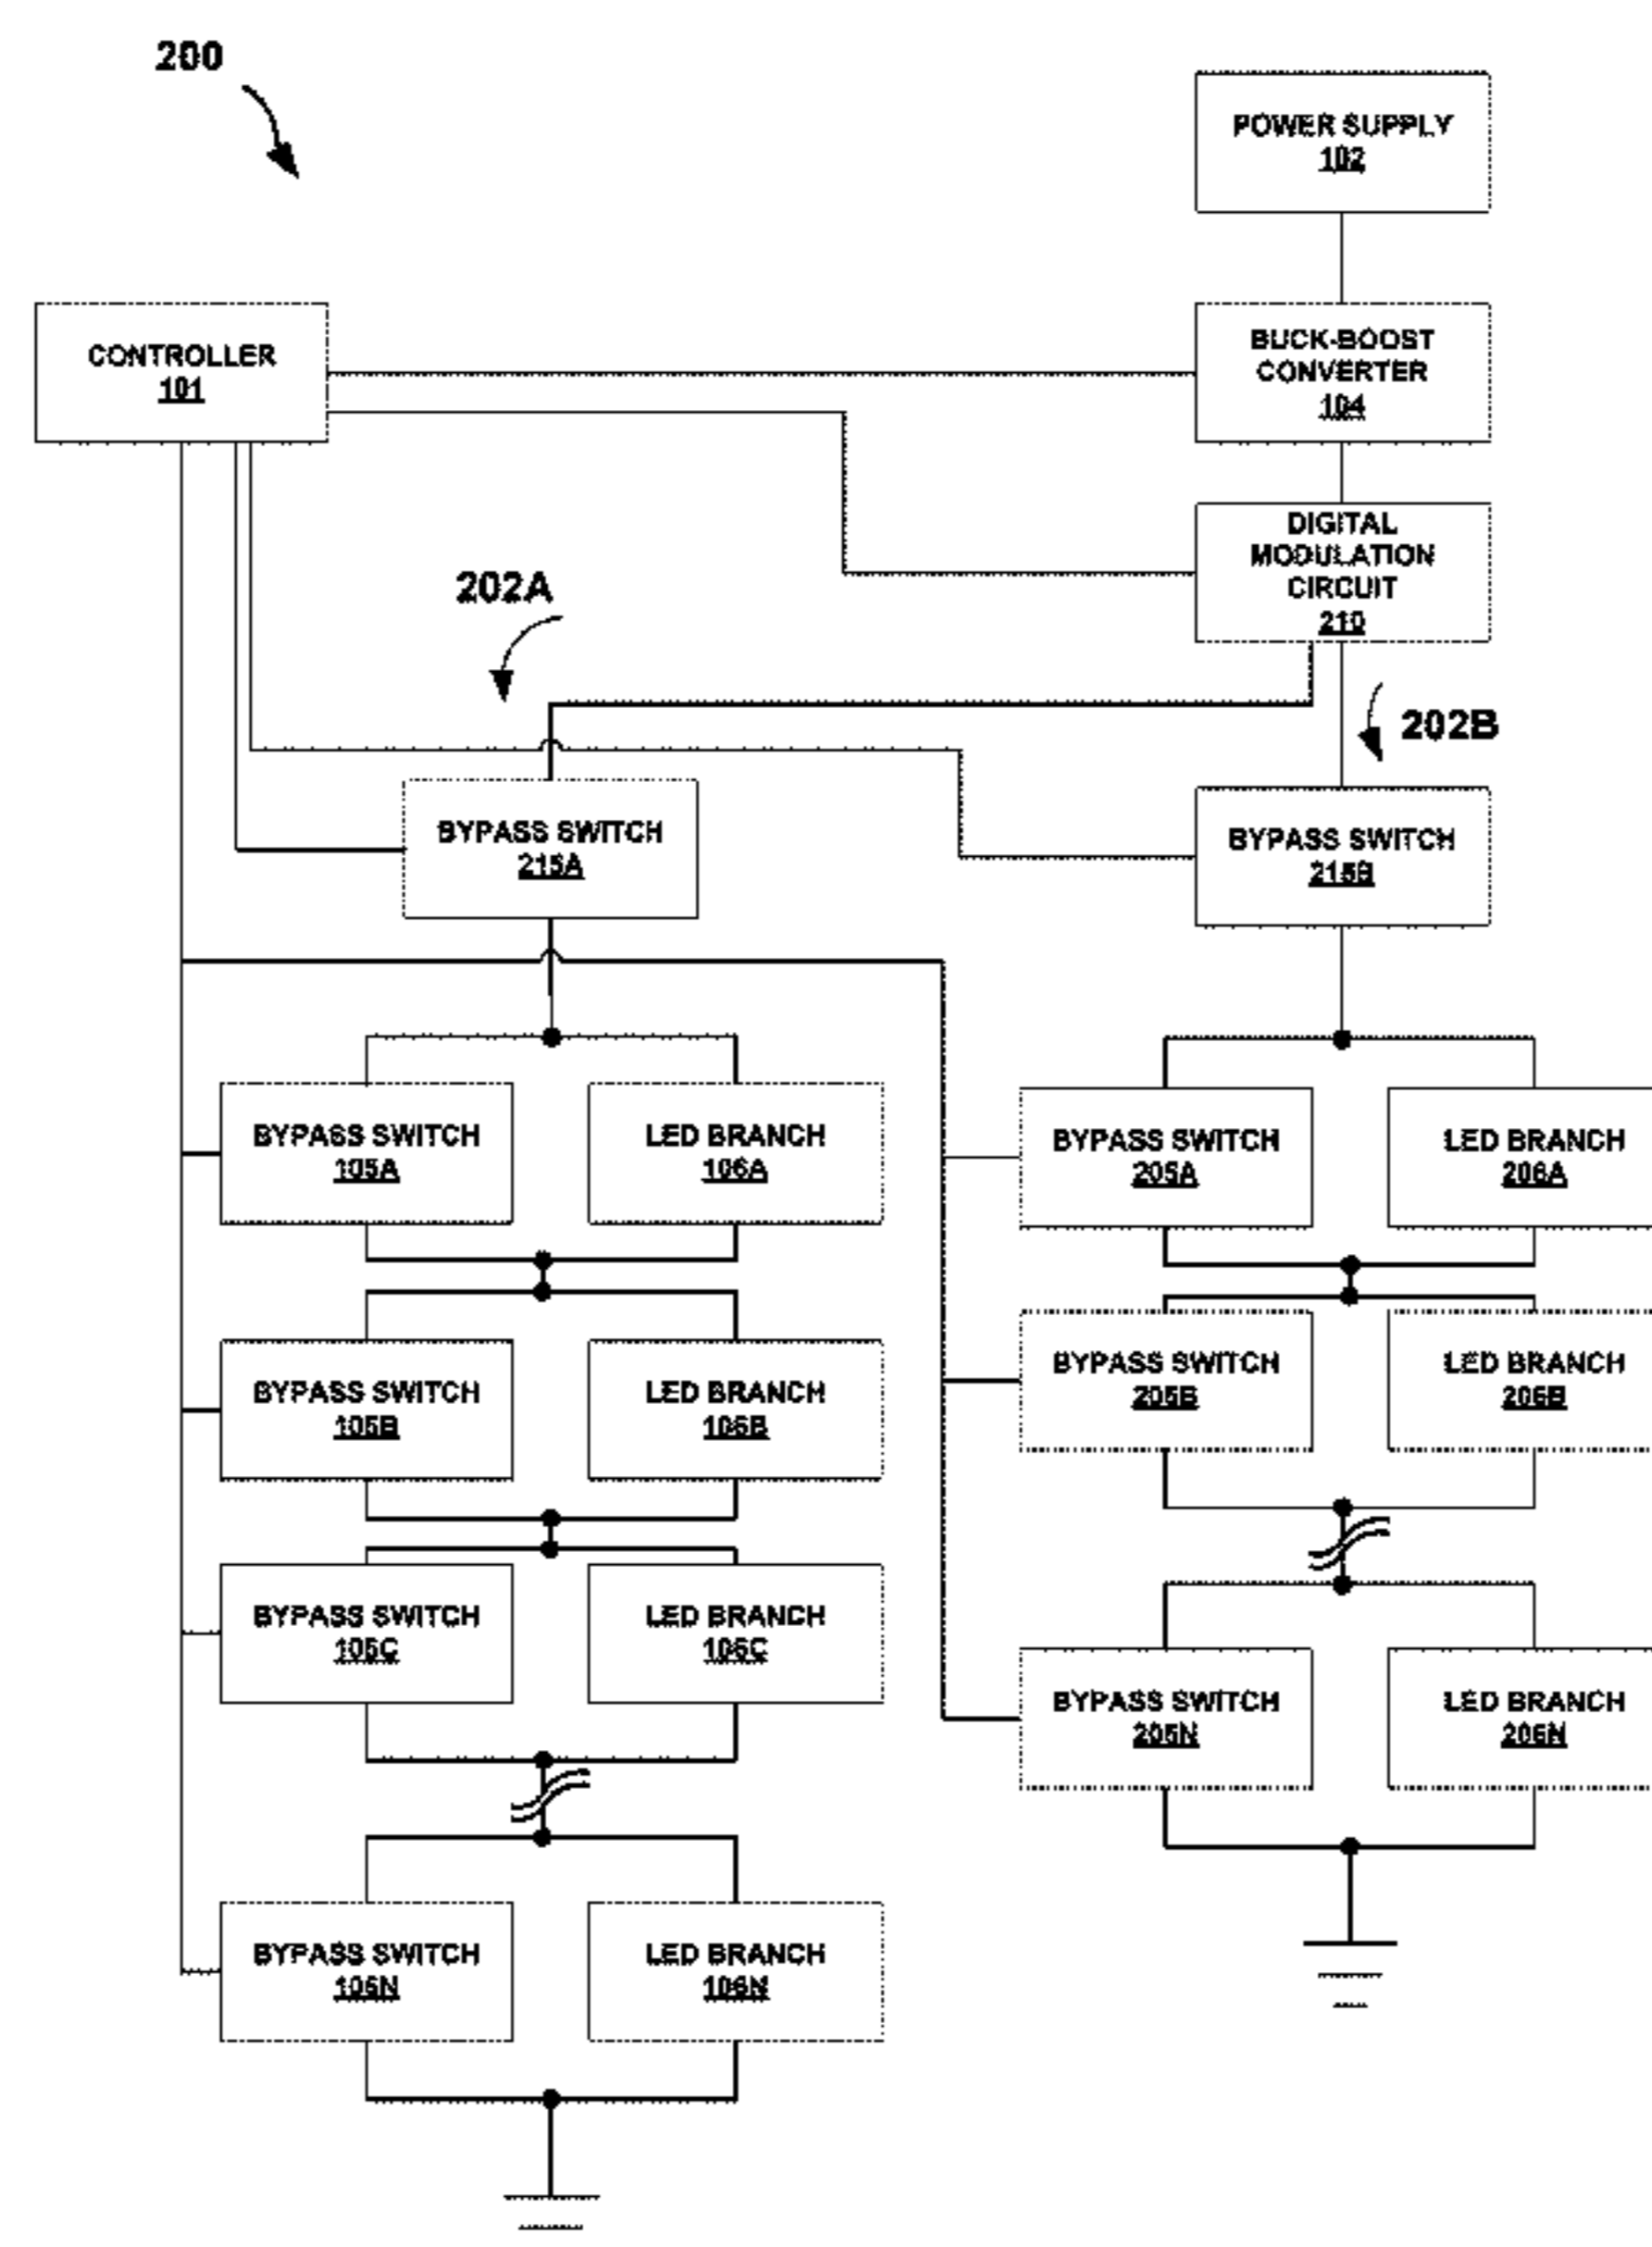 200
POWER SUPPLY
102
CONTROLLER
101
BUCK-BOOST
CONVERTER
104
DIGITAL
MODULATION
CIRCUIT
210
202A
202B
BYPASS SWITCH
215A
BYPASS SWITCH
215B
BYPASS SWITCH
105A
LED BRANCH
106A
BYPASS SWITCH
205A
LED BRANCH
206A
BYPASS SWITCH
105B
LED BRANCH
106B
BYPASS SWITCH
205B
LED BRANCH
206B
BYPASS SWITCH
105C
LED BRANCH
106C
BYPASS SWITCH
205N
LED BRANCH
206N
BYPASS SWITCH
105N
LED BRANCH
106N